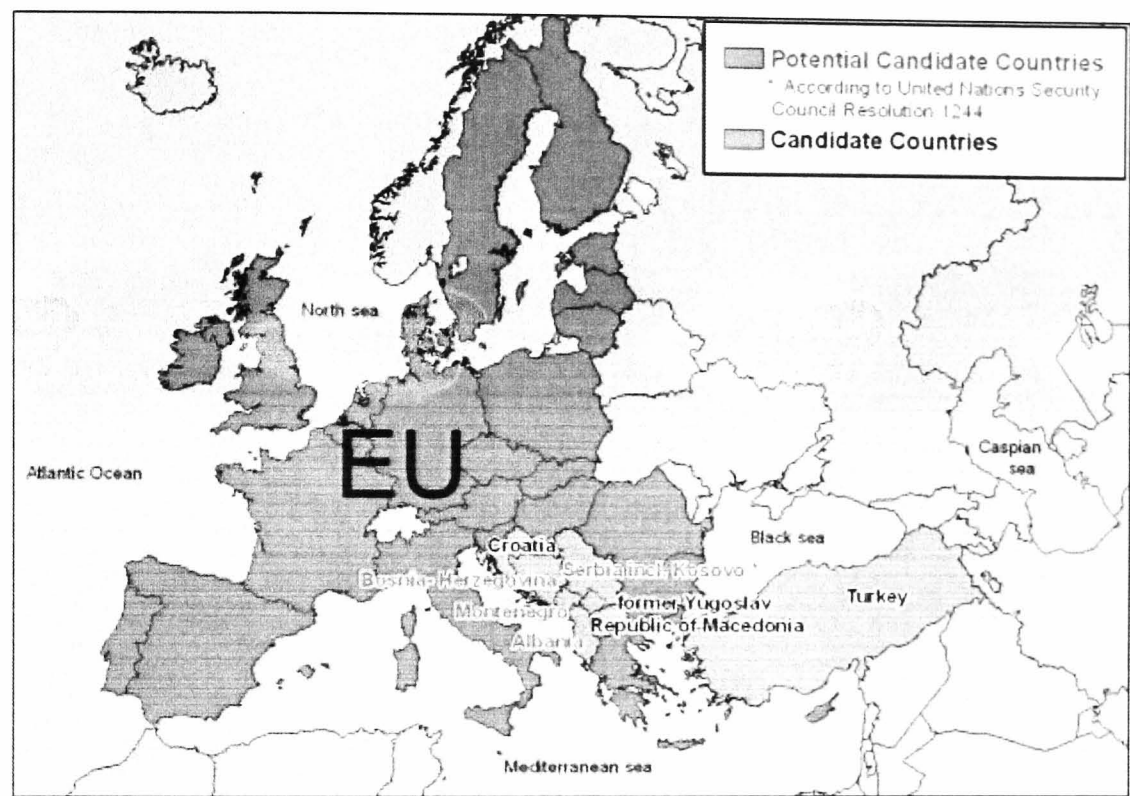 Potential Candidate Countries
* According to United Nations Security
Council Resolution 1244
Candidate Countries
North sea
EU
Atlantic Ocean
Caspian
sea
Black sea
Croatia
Bosnia-Herzegovina
Serbia incl. Kosovo *
Turkey
former Yugoslav
Republic of Macedonia
Montenegro
Albania
Mediterranean sea